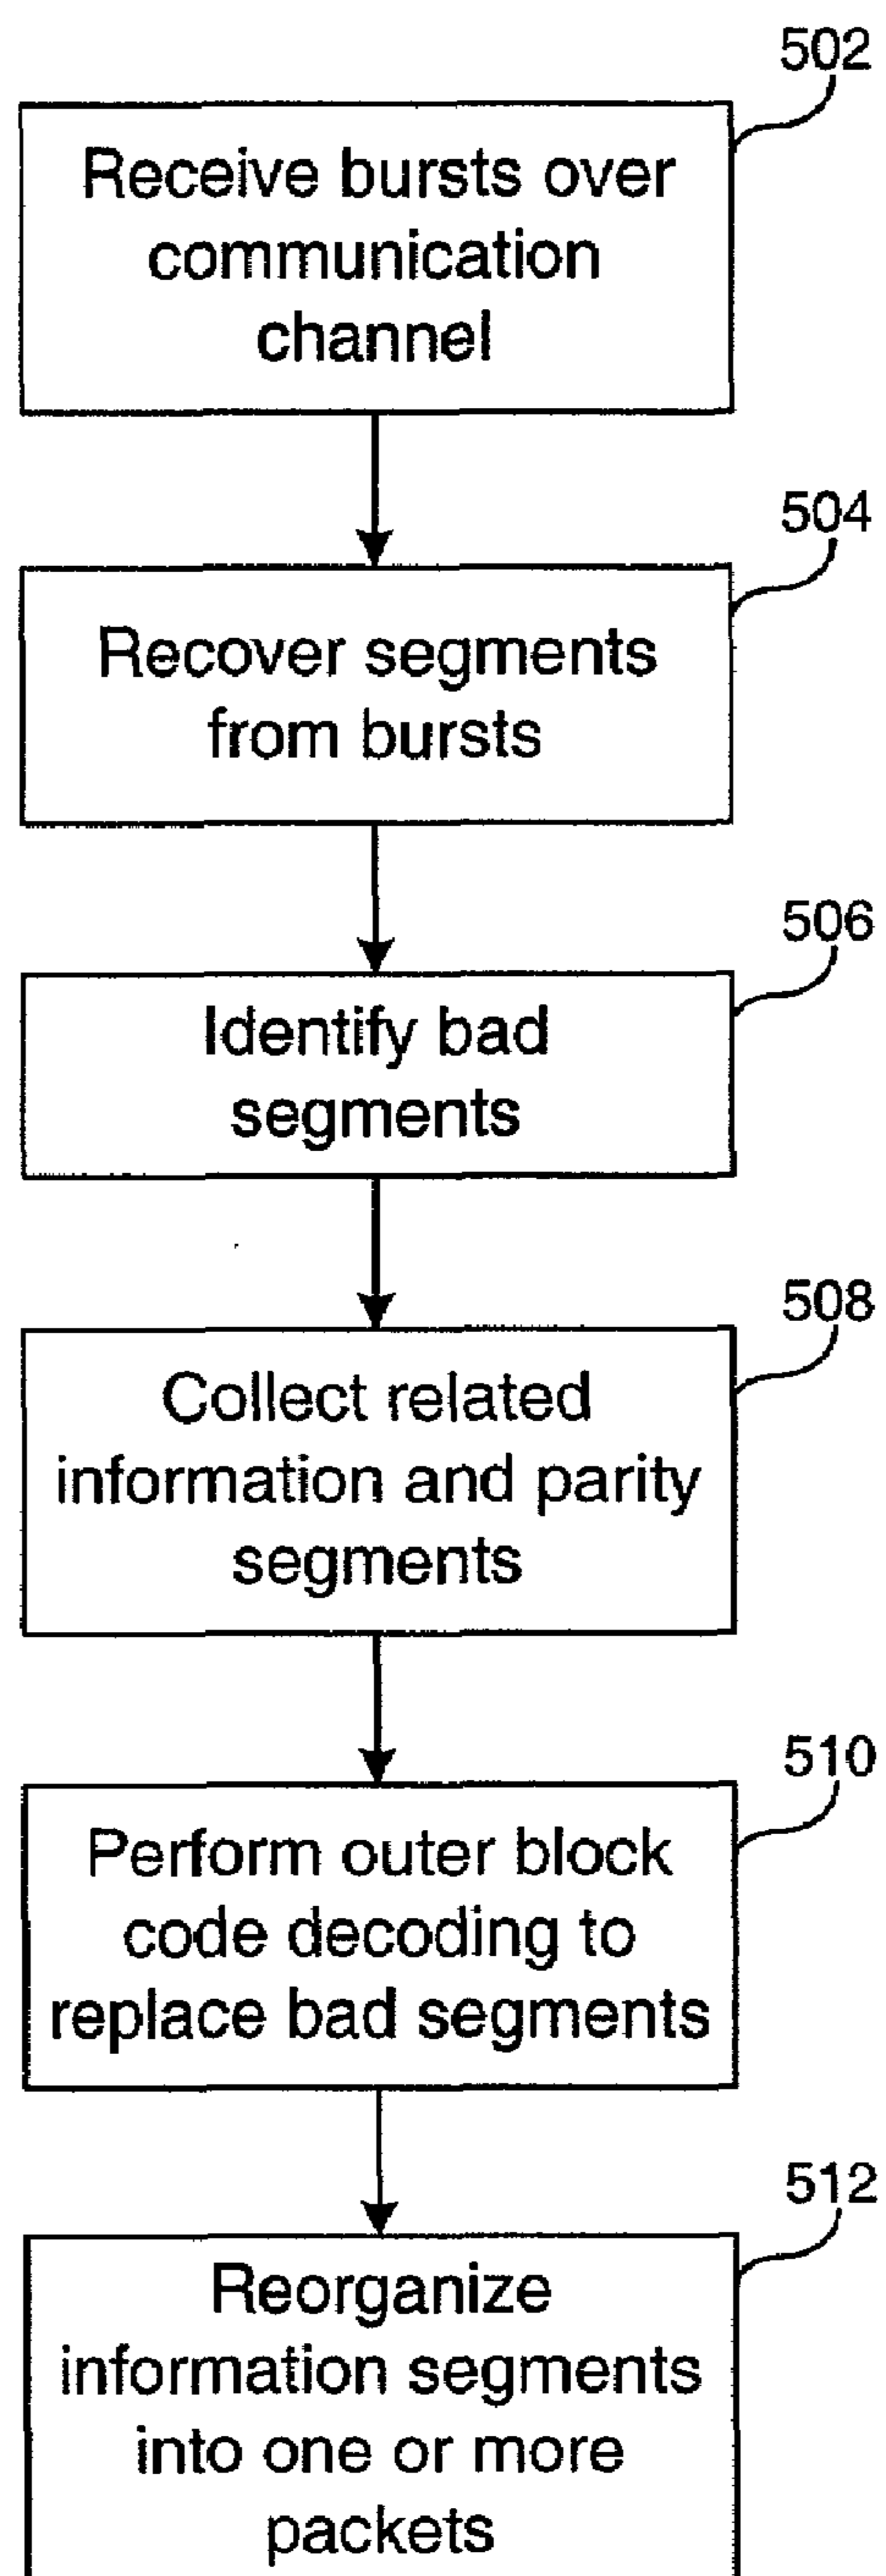 502
Receive bursts over
communication
channel
504
Recover segments
from bursts
506
Identify bad
segments
508
Collect related
information and parity
segments
510
Perform outer block
code decoding to
replace bad segments
512
Reorganize
information segments
into one or more
packets